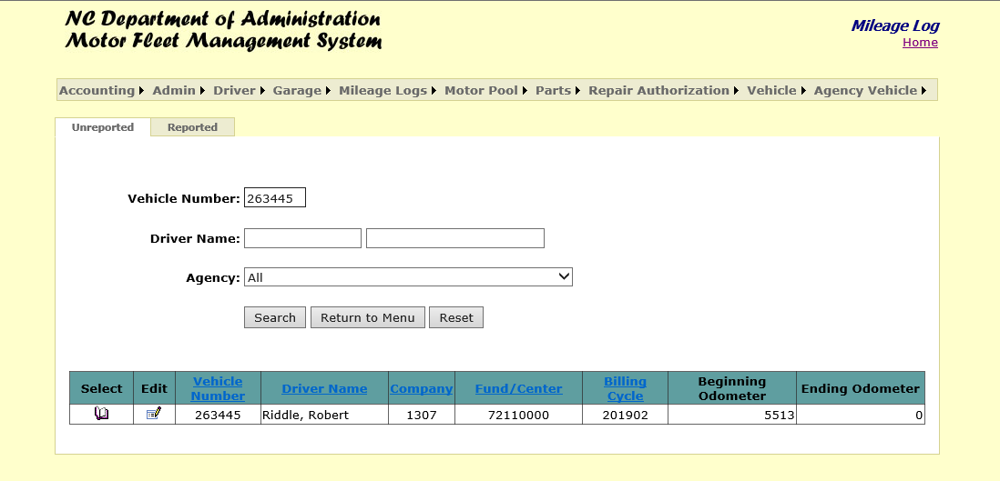 NC Department of Administration
Motor Fleet Management System
Mileage Log
Home
Accounting Admin Driver Garage Mileage Logs Motor Pool Parts Repair Authorization Vehicle Agency Vehicle
Unreported Reported
Vehicle Number: 263445
Driver Name:
Agency: All
Search Return to Menu Reset
Select Edit Vehicle Number Driver Name Company Fund/Center Billing Cycle Beginning Odometer Ending Odometer
263445 Riddle, Robert 1307 72110000 201902 5513 0